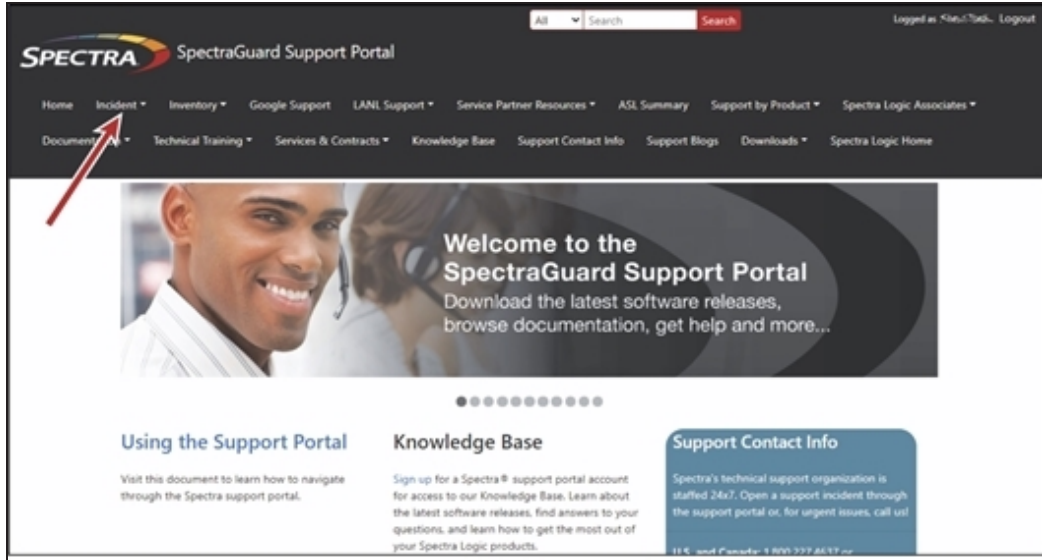 All Search Search Logged as Logout
SPECTRA SpectraGuard Support Portal
Home Incident Inventory Google Support LANL Support Service Partner Resources ASL Summary Support by Product Spectra Logic Associates
Technical Training Services & Contracts Knowledge Base Support Contact Info Support Blogs Downloads Spectra Logic Home
Welcome to the
SpectraGuard Support Portal
Download the latest software releases,
browse documentation, get help and more...
Using the Support Portal
Visit this document to learn how to navigate
through the Spectra support portal.
Knowledge Base
Sign up for a Spectra® support portal account
for access to our Knowledge Base. Learn about
the latest software releases, find answers to your
questions, and learn how to get the most out of
your Spectra Logic products.
Support Contact Info
Spectra's technical support organization is
staffed 24x7. Open a support incident through
the support portal or, for urgent issues, call us!
U.S. and Canada: 1.800.227.4637 or